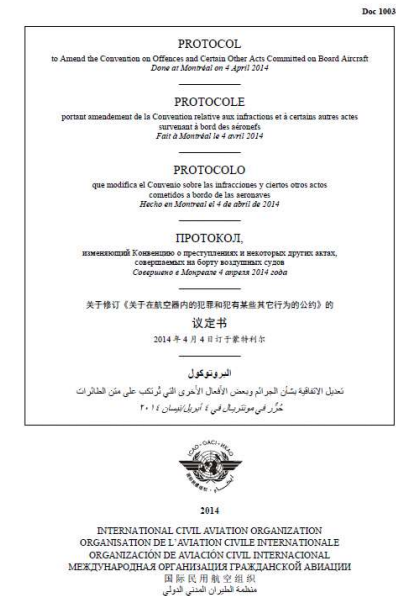 Doc 1003
PROTOCOL
to Amend the Convention on Offences and Certain Other Acts Committed on Board Aircraft
Done at Montréal on 4 April 2014
PROTOCOLE
portant amendement de la Convention relative aux infractions et à certains autres actes
survenant à bord des aéronefs
Fait à Montréal le 4 avril 2014
PROTOCOLO
que modifica el Convenio sobre las infracciones y ciertos otros actos
cometidos a bordo de las aeronaves
Hecho en Montreal el 4 de abril de 2014
ПРОТОКОЛ,
изменяющий Конвенцию о преступлениях и некоторых других актах,
совершаемых на борту воздушных судов
Совершено в Монреале 4 апреля 2014 года
关于修订《关于在航空器内的犯罪和犯有某些其它行为的公约》的
议定书
2014 年 4 月 4 日订于蒙特利尔
البروتوكول
تعديل الاتفاقية بشأن الجرائم وبعض الأفعال الأخرى التي تُرتكب على متن الطائرات
حُرِّر في مونتريال في ٤ أبريل/نيسان ٢٠١٤
ICAO · OACI · ИКАО
2014
INTERNATIONAL CIVIL AVIATION ORGANIZATION
ORGANISATION DE L'AVIATION CIVILE INTERNATIONALE
ORGANIZACIÓN DE AVIACIÓN CIVIL INTERNACIONAL
МЕЖДУНАРОДНАЯ ОРГАНИЗАЦИЯ ГРАЖДАНСКОЙ АВИАЦИИ
国际民用航空组织
منظمة الطيران المدني الدولي